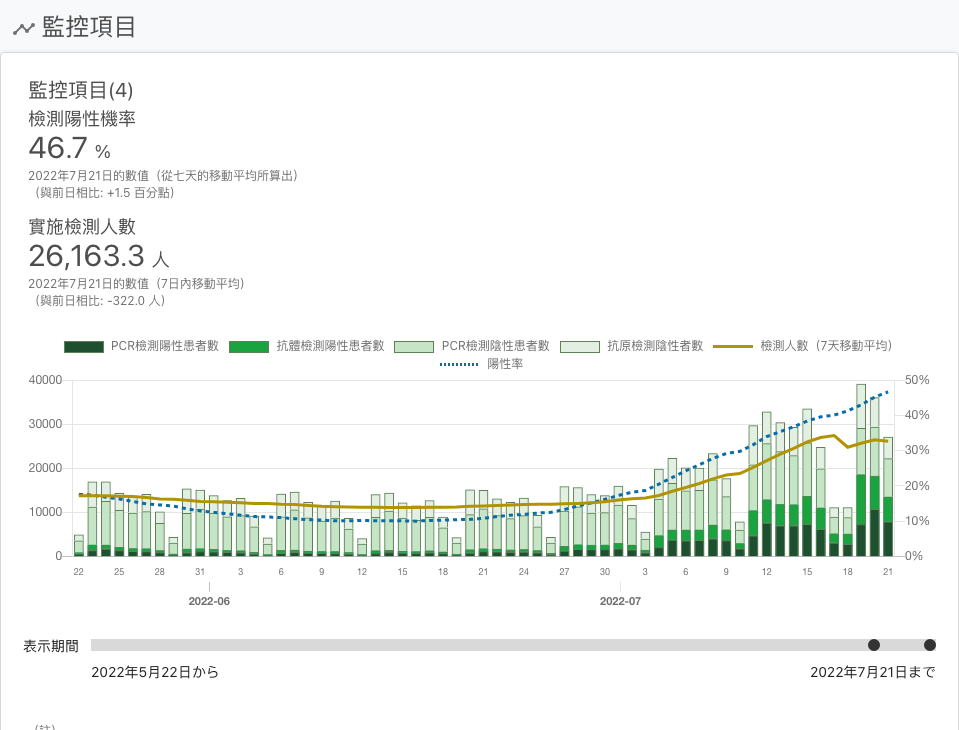 監控項目
監控項目(4)
檢測陽性機率
46.7 %
2022年7月21日的數值（從七天的移動平均所算出）
（與前日相比: +1.5 百分點）
實施檢測人數
26,163.3 人
2022年7月21日的數值（7日內移動平均）
（與前日相比: -322.0 人）
PCR檢測陽性患者數 抗體檢測陽性患者數 PCR檢測陰性患者數 抗原檢測陰性者數 檢測人數（7天移動平均）
陽性率
40000 50%
40%
30000
30%
20000
20%
10000
10%
0 0%
22 25 28 31 3 6 9 12 15 18 21 24 27 30 3 6 9 12 15 18 21
2022-06 2022-07
表示期間
2022年5月22日から 2022年7月21日まで
（註）